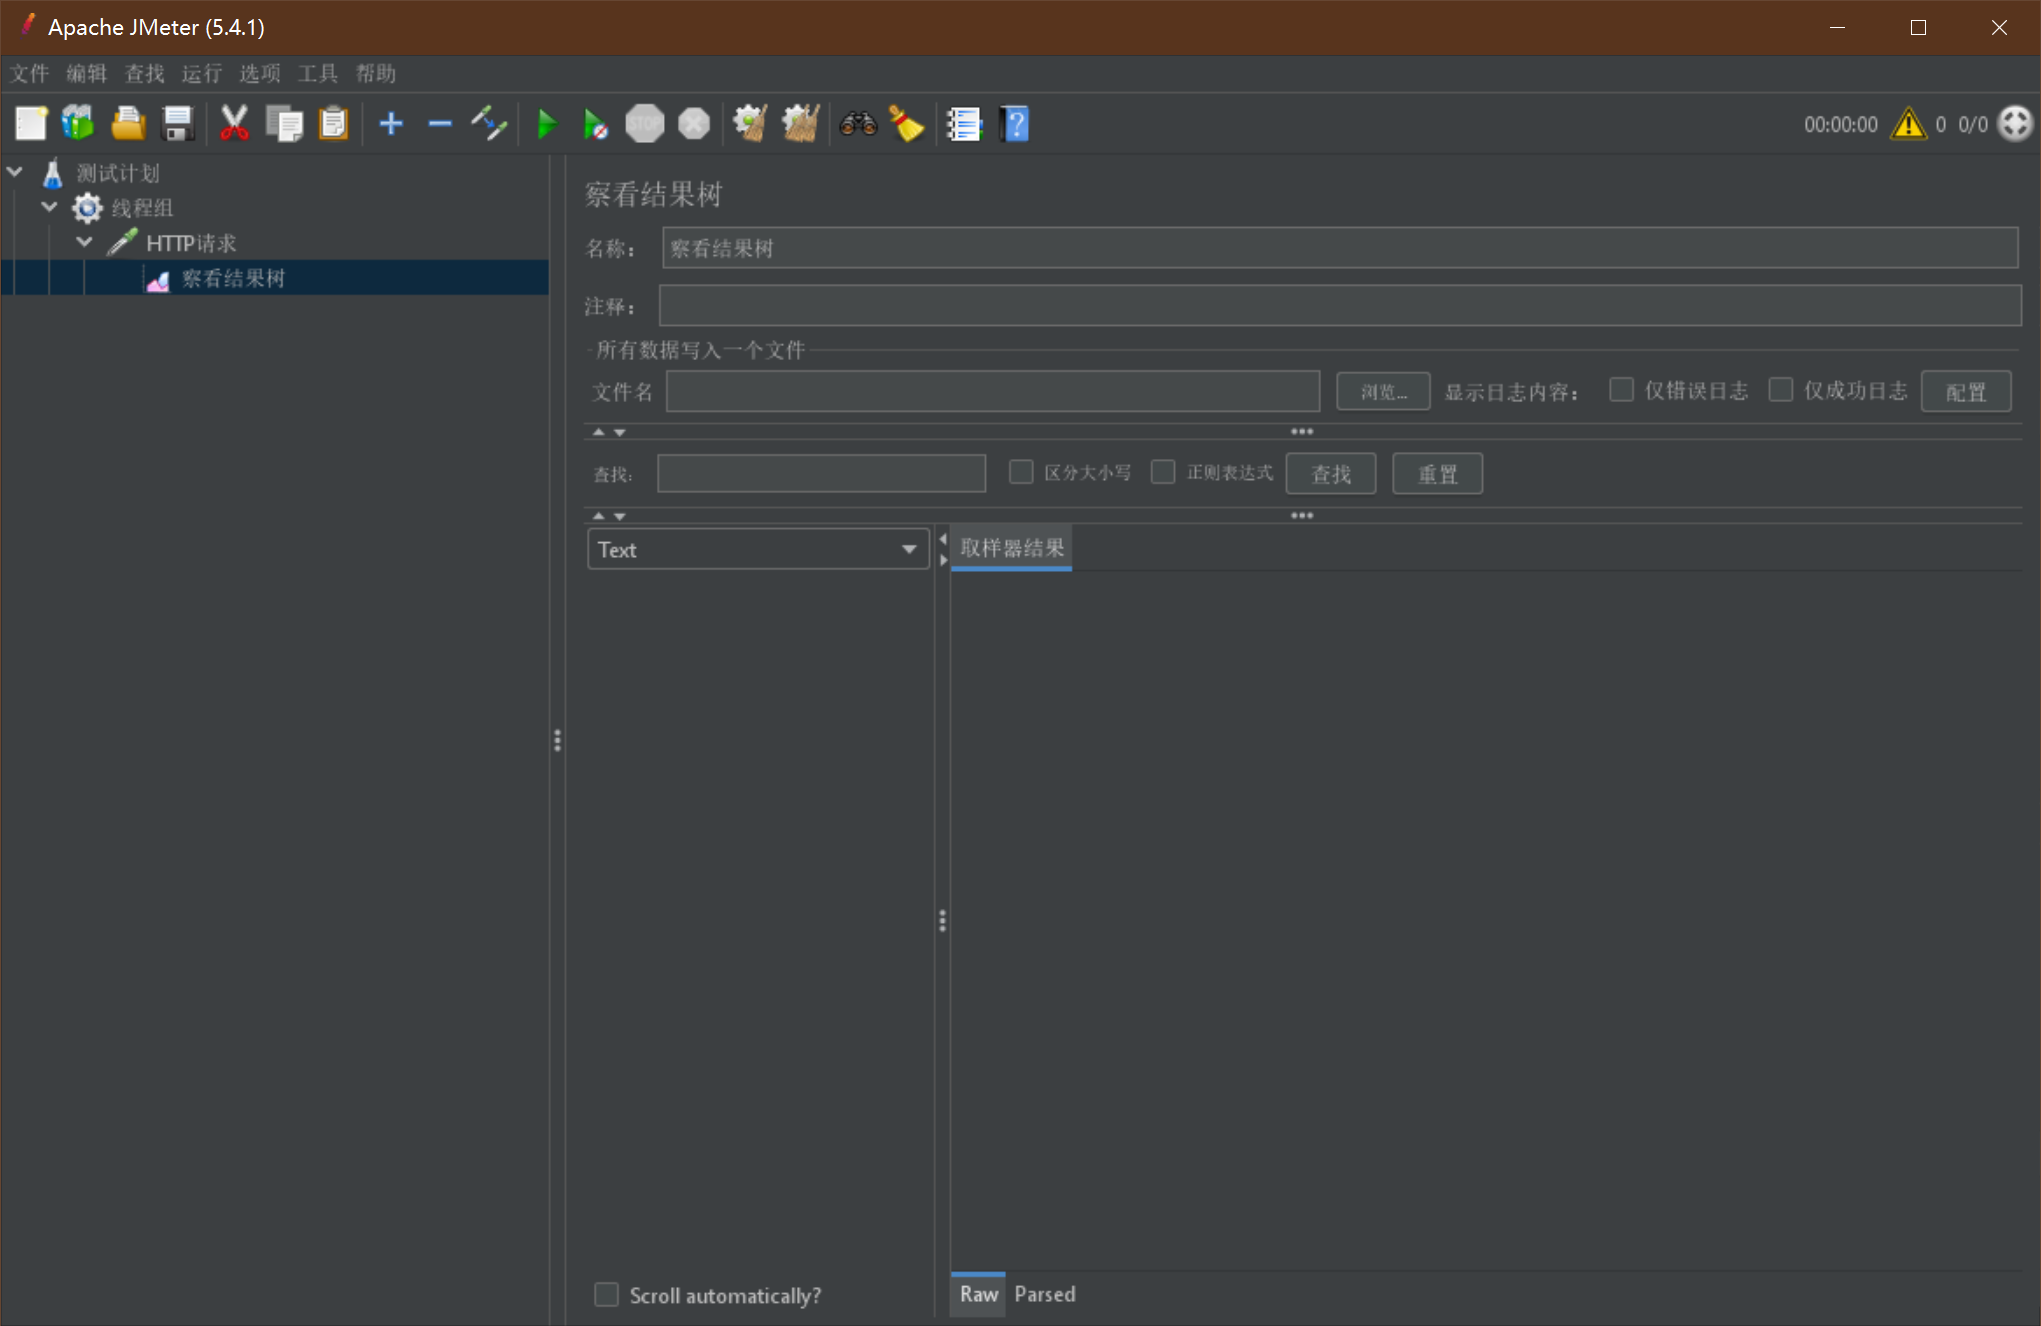 Apache JMeter (5.4.1)
文件 编辑 查找 运行 选项 工具 帮助
STOP
00:00:00 0 0/0
测试计划
线程组
HTTP请求
察看结果树
察看结果树
名称： 察看结果树
注释：
所有数据写入一个文件
文件名 浏览... 显示日志内容： 仅错误日志 仅成功日志 配置
查找: 区分大小写 正则表达式 查找 重置
Text
取样器结果
Scroll automatically?
Raw Parsed